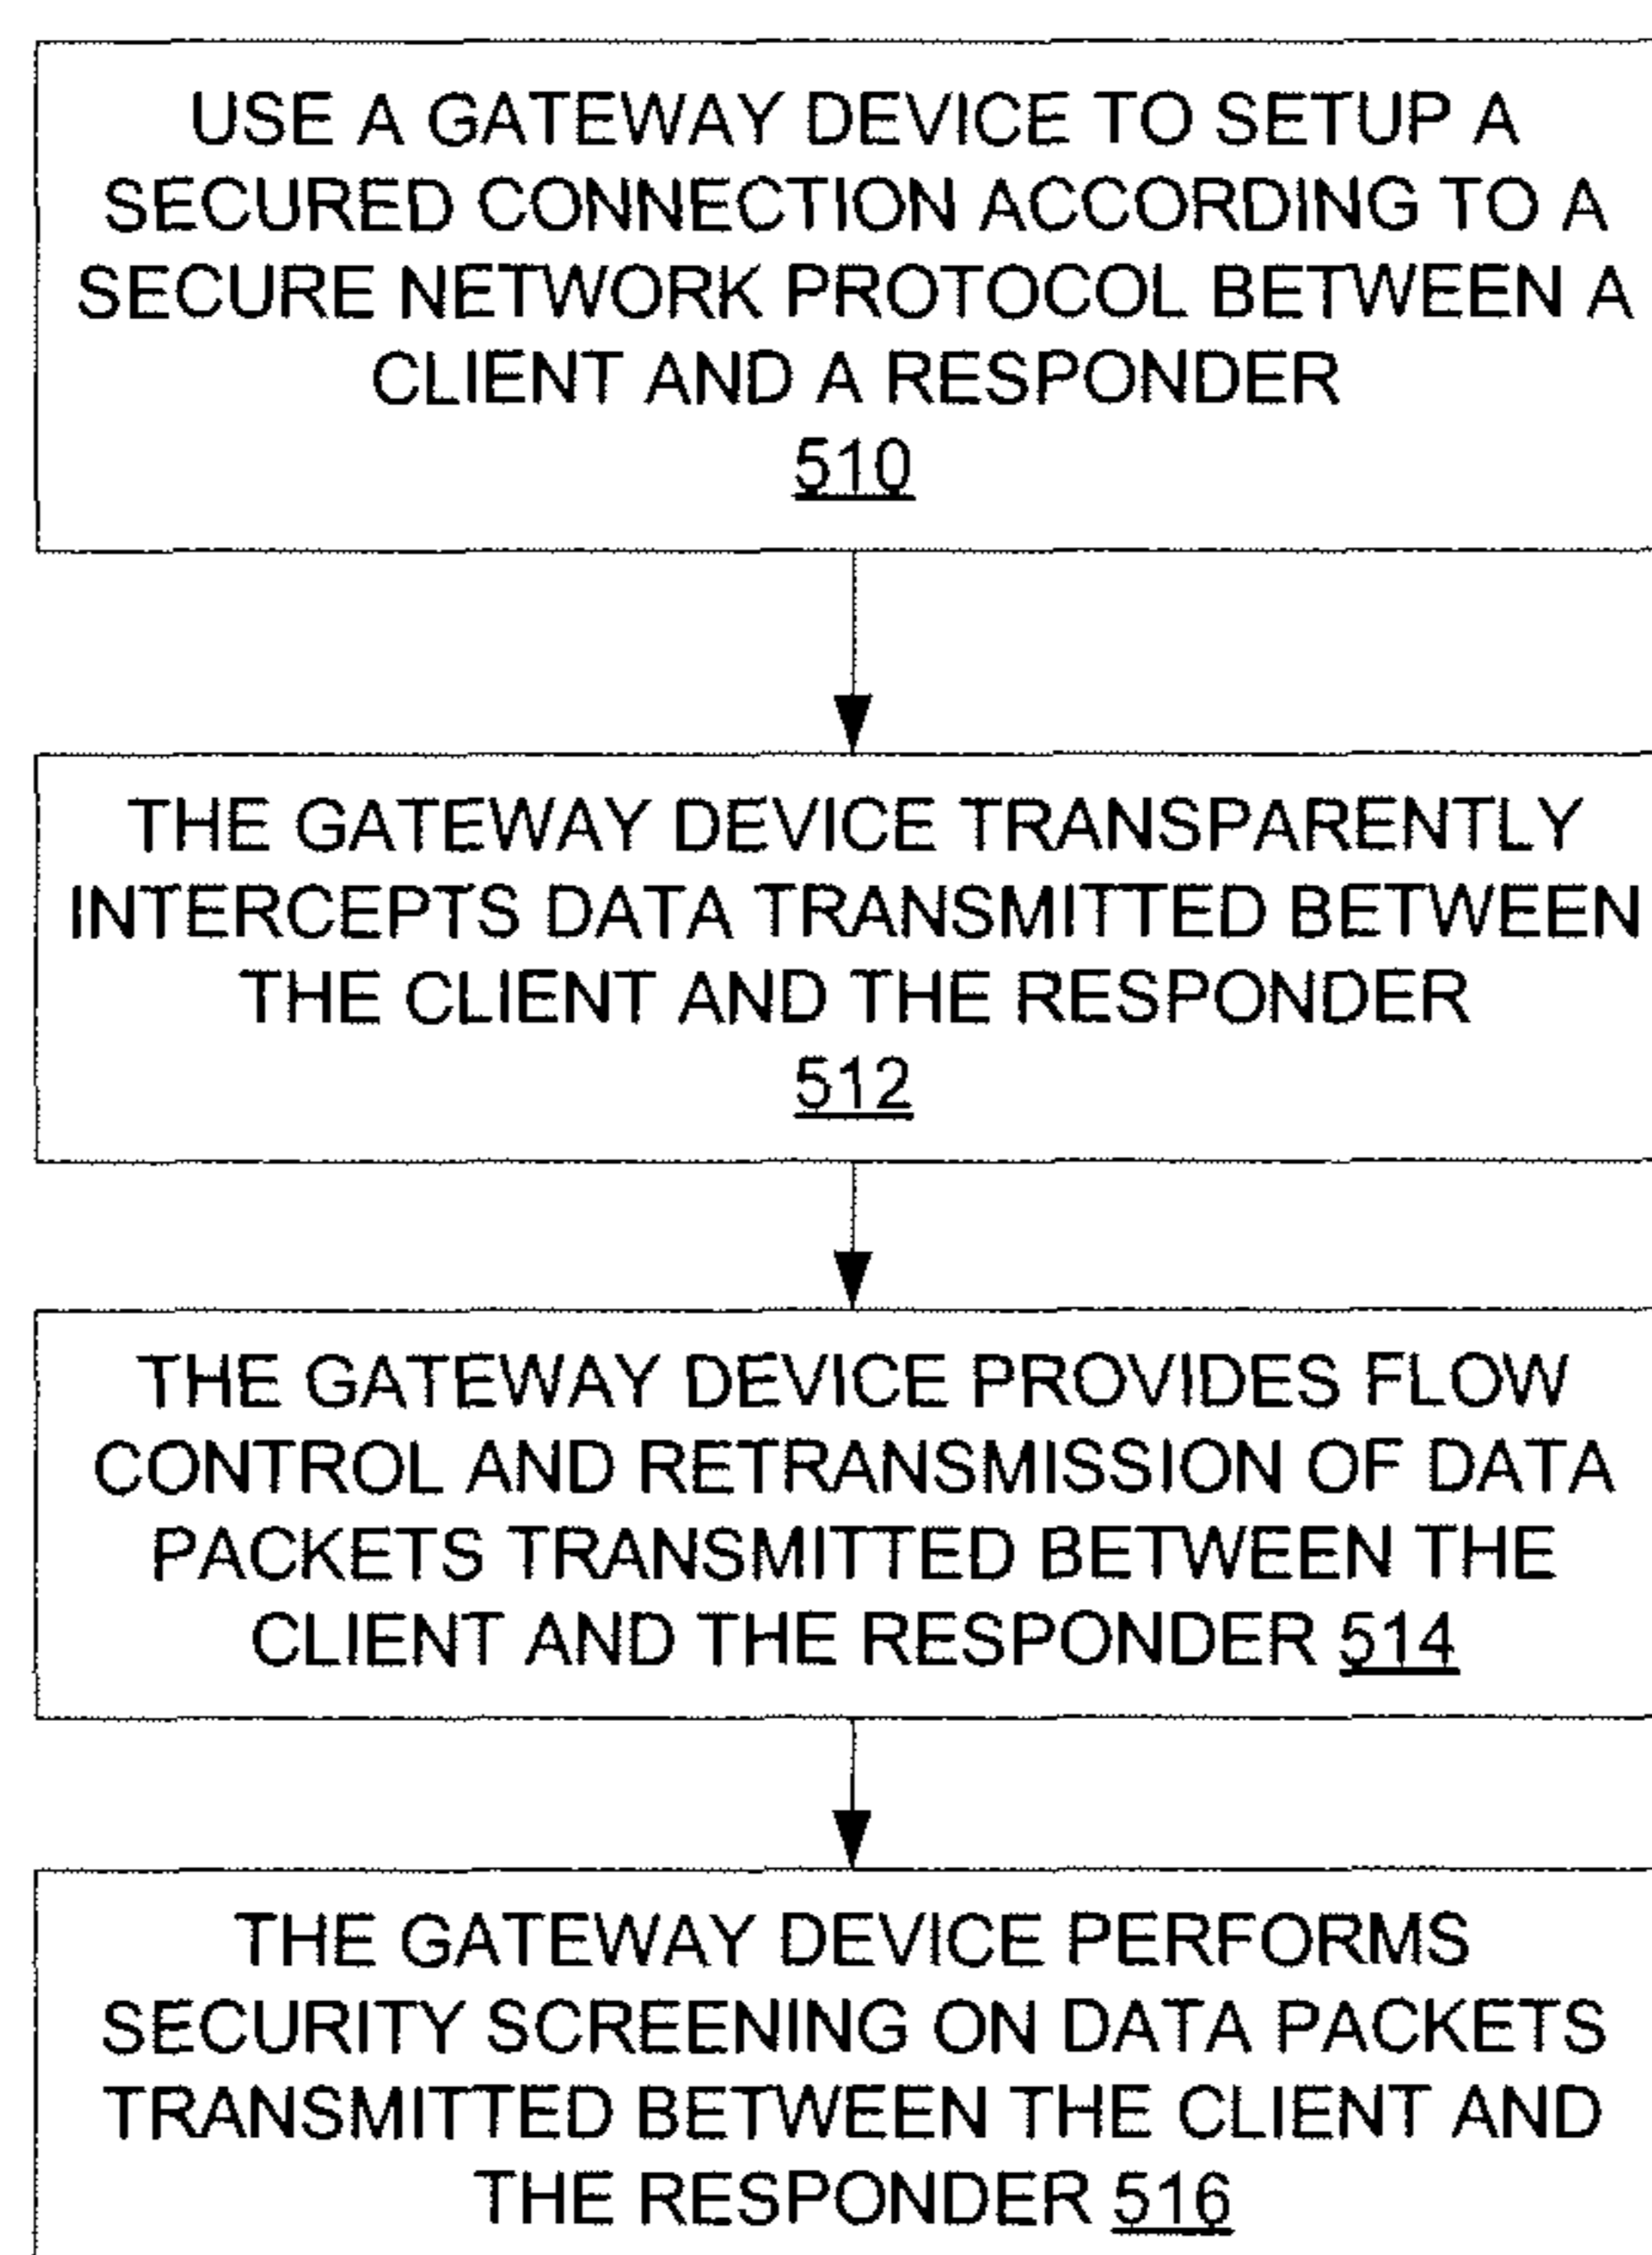 USE A GATEWAY DEVICE TO SETUP A
SECURED CONNECTION ACCORDING TO A
SECURE NETWORK PROTOCOL BETWEEN A
CLIENT AND A RESPONDER
510
THE GATEWAY DEVICE TRANSPARENTLY
INTERCEPTS DATA TRANSMITTED BETWEEN
THE CLIENT AND THE RESPONDER
512
THE GATEWAY DEVICE PROVIDES FLOW
CONTROL AND RETRANSMISSION OF DATA
PACKETS TRANSMITTED BETWEEN THE
CLIENT AND THE RESPONDER 514
THE GATEWAY DEVICE PERFORMS
SECURITY SCREENING ON DATA PACKETS
TRANSMITTED BETWEEN THE CLIENT AND
THE RESPONDER 516